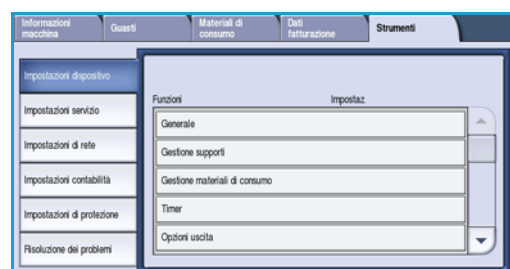 Informazioni macchina
Guasti
Materiali di consumo
Dati fatturazione
Strumenti
Impostazioni dispositivo
Impostazioni servizio
Impostazioni di rete
Impostazioni contabilità
Impostazioni di protezione
Risoluzione dei problemi
Funzioni
Impostaz.
Generale
Gestione supporti
Gestione materiali di consumo
Timer
Opzioni uscita